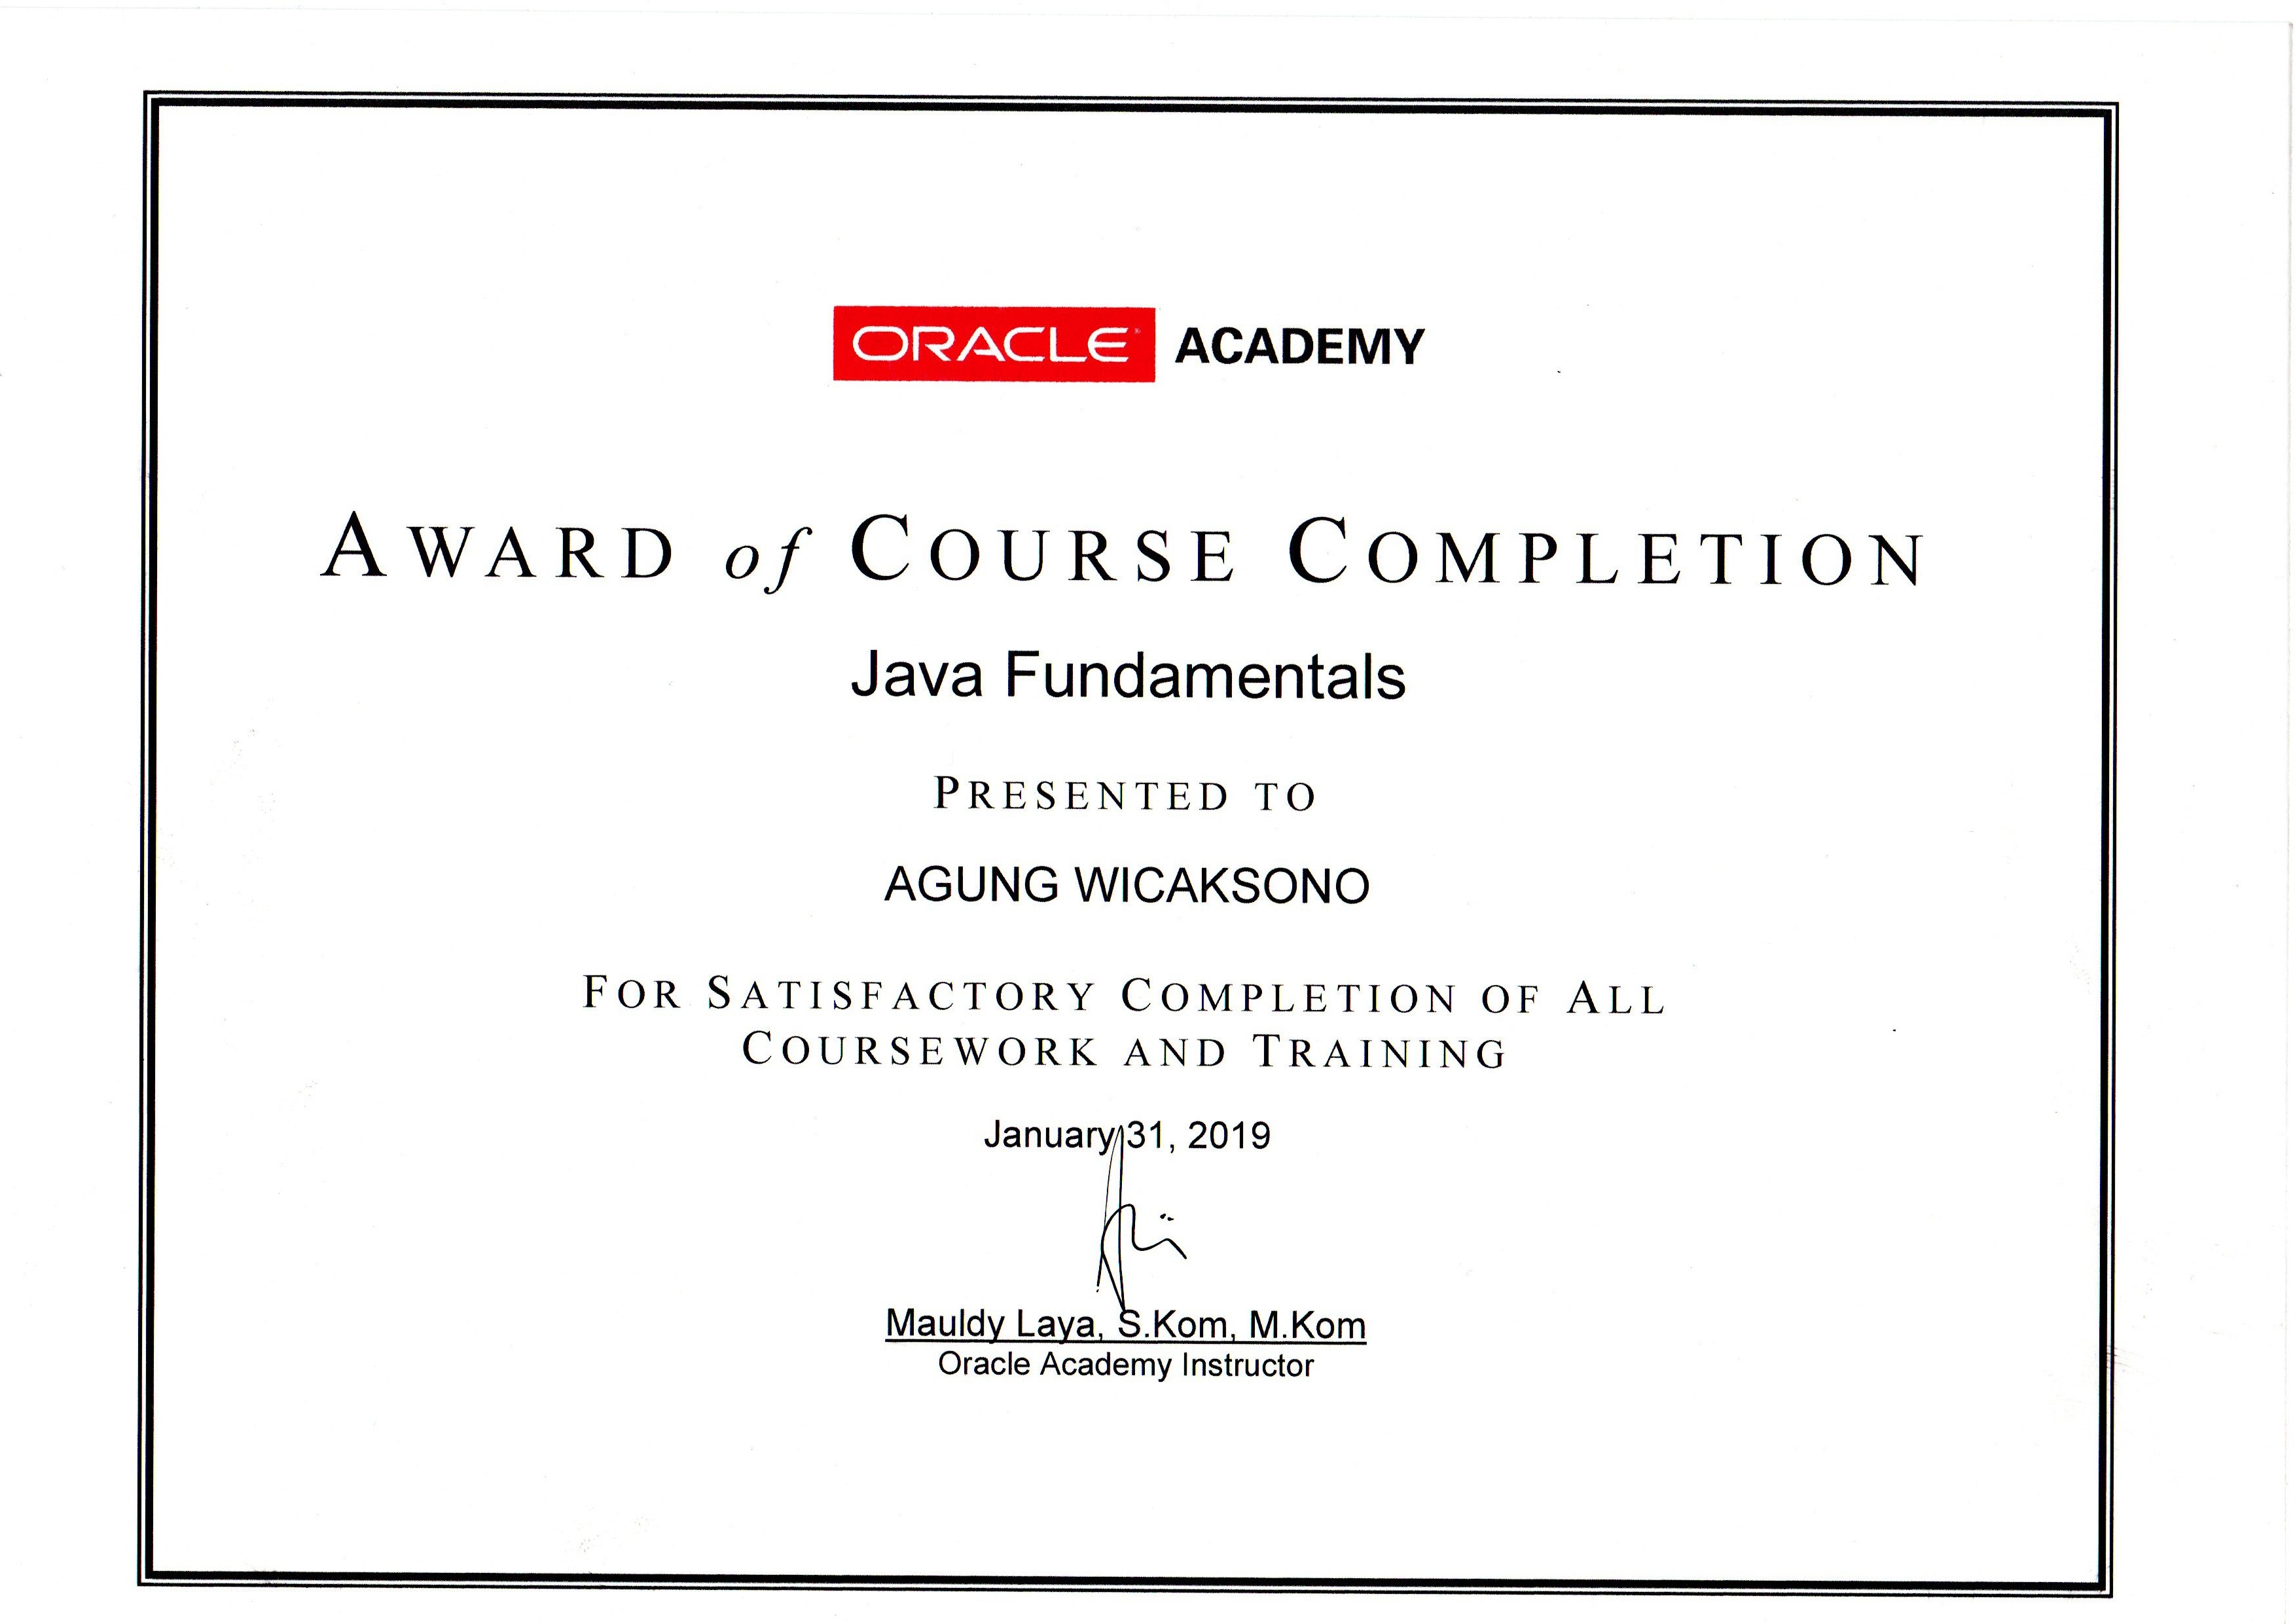 ORACLE ACADEMY
AWARD of COURSE COMPLETION
Java Fundamentals
PRESENTED TO
AGUNG WICAKSONO
FOR SATISFACTORY COMPLETION OF ALL
COURSEWORK AND TRAINING
January 31, 2019
Mauldy Laya, S.Kom, M.Kom
Oracle Academy Instructor